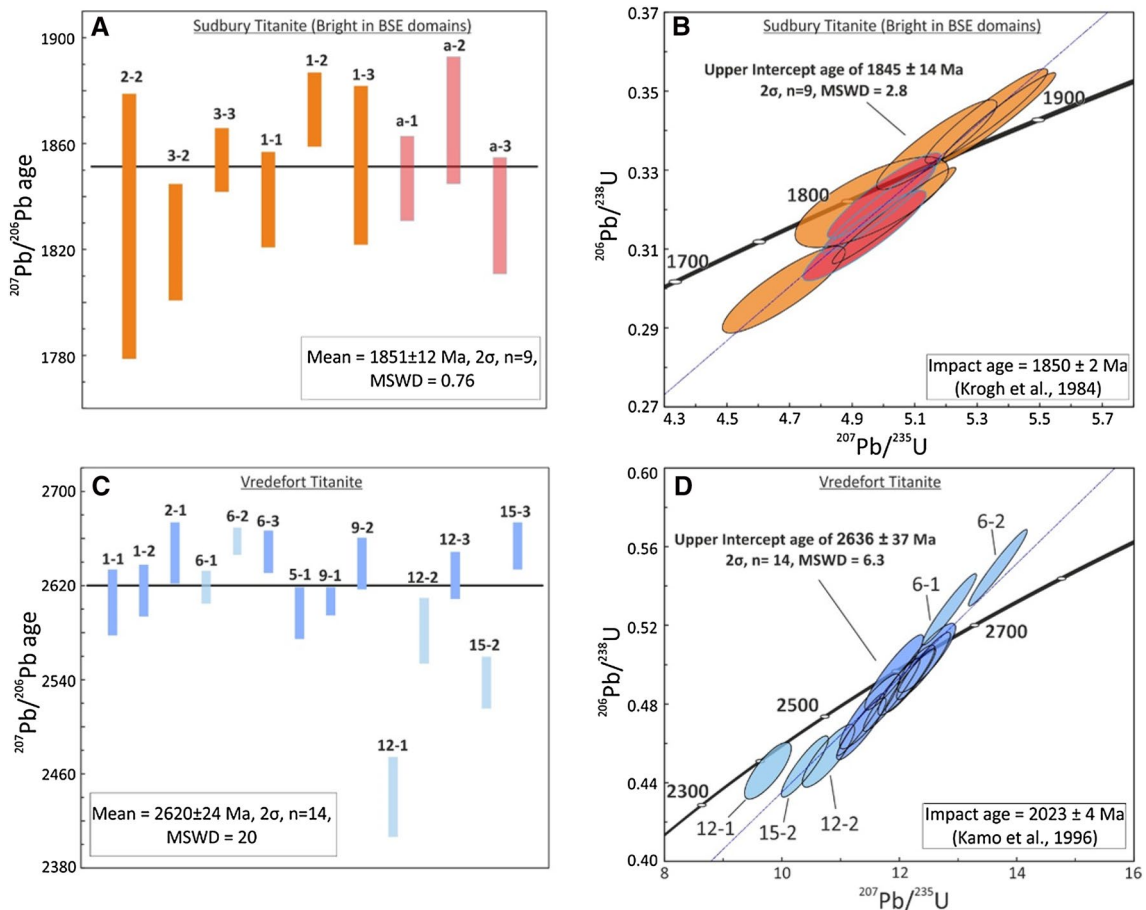 A
Sudbury Titanite (Bright in BSE domains)
1900
1860
1820
1780
²⁰⁷Pb/²⁰⁶Pb age
2-2
3-2
3-3
1-1
1-2
1-3
a-1
a-2
a-3
Mean = 1851±12 Ma, 2σ, n=9,
MSWD = 0.76
B
Sudbury Titanite (Bright in BSE domains)
Upper Intercept age of 1845 ± 14 Ma
2σ, n=9, MSWD = 2.8
0.38
0.35
0.33
0.31
0.29
0.27
²⁰⁶Pb/²³⁸U
1900
1800
1700
Impact age = 1850 ± 2 Ma
(Krogh et al., 1984)
4.3 4.5 4.7 4.9 5.1 5.3 5.5 5.7
²⁰⁷Pb/²³⁵U
C
Vredefort Titanite
2700
2620
2540
2460
2380
²⁰⁷Pb/²⁰⁶Pb age
1-1
1-2
2-1
6-1
6-2
6-3
5-1
9-1
9-2
12-1
12-2
12-3
15-2
15-3
Mean = 2620±24 Ma, 2σ, n=14,
MSWD = 20
D
Vredefort Titanite
Upper Intercept age of 2636 ± 37 Ma
2σ, n= 14, MSWD = 6.3
0.60
0.56
0.52
0.48
0.44
0.40
²⁰⁶Pb/²³⁸U
6-2
6-1
2700
2500
2300
12-1
15-2
12-2
Impact age = 2023 ± 4 Ma
(Kamo et al., 1996)
8 10 12 14 16
²⁰⁷Pb/²³⁵U